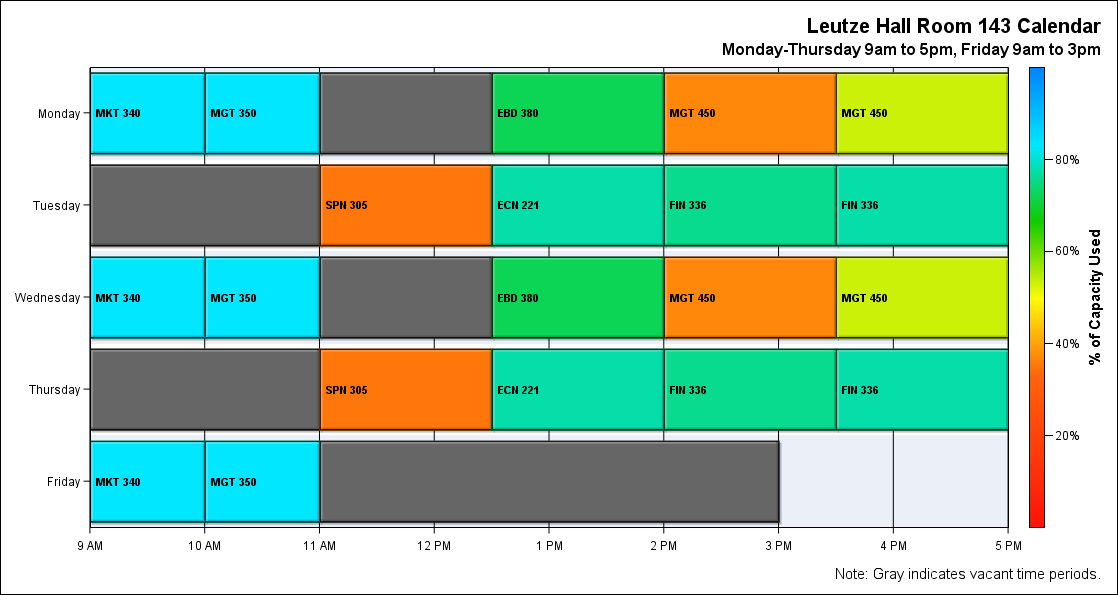 Leutze Hall Room 143 Calendar
Monday-Thursday 9am to 5pm, Friday 9am to 3pm
Monday
MKT 340
MGT 350
EBD 380
MGT 450
MGT 450
Tuesday
SPN 305
ECN 221
FIN 336
FIN 336
Wednesday
MKT 340
MGT 350
EBD 380
MGT 450
MGT 450
Thursday
SPN 305
ECN 221
FIN 336
FIN 336
Friday
MKT 340
MGT 350
9 AM
10 AM
11 AM
12 PM
1 PM
2 PM
3 PM
4 PM
5 PM
80%
60%
40%
20%
% of Capacity Used
Note: Gray indicates vacant time periods.